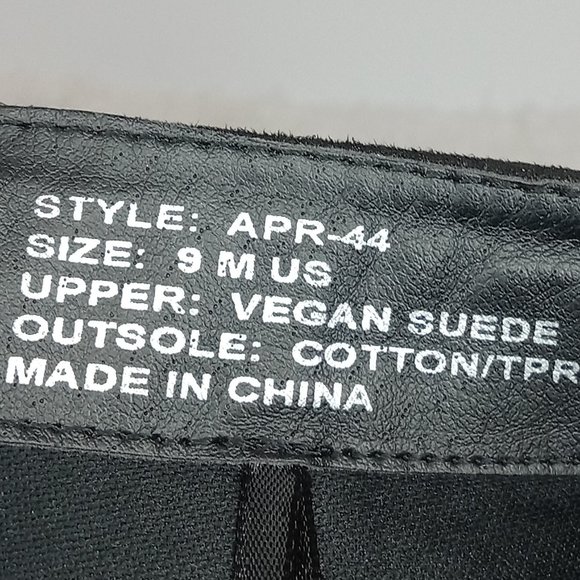 STYLE: APR-44
SIZE: 9 M US
UPPER: VEGAN SUEDE
OUTSOLE: COTTON/TPR
MADE IN CHINA